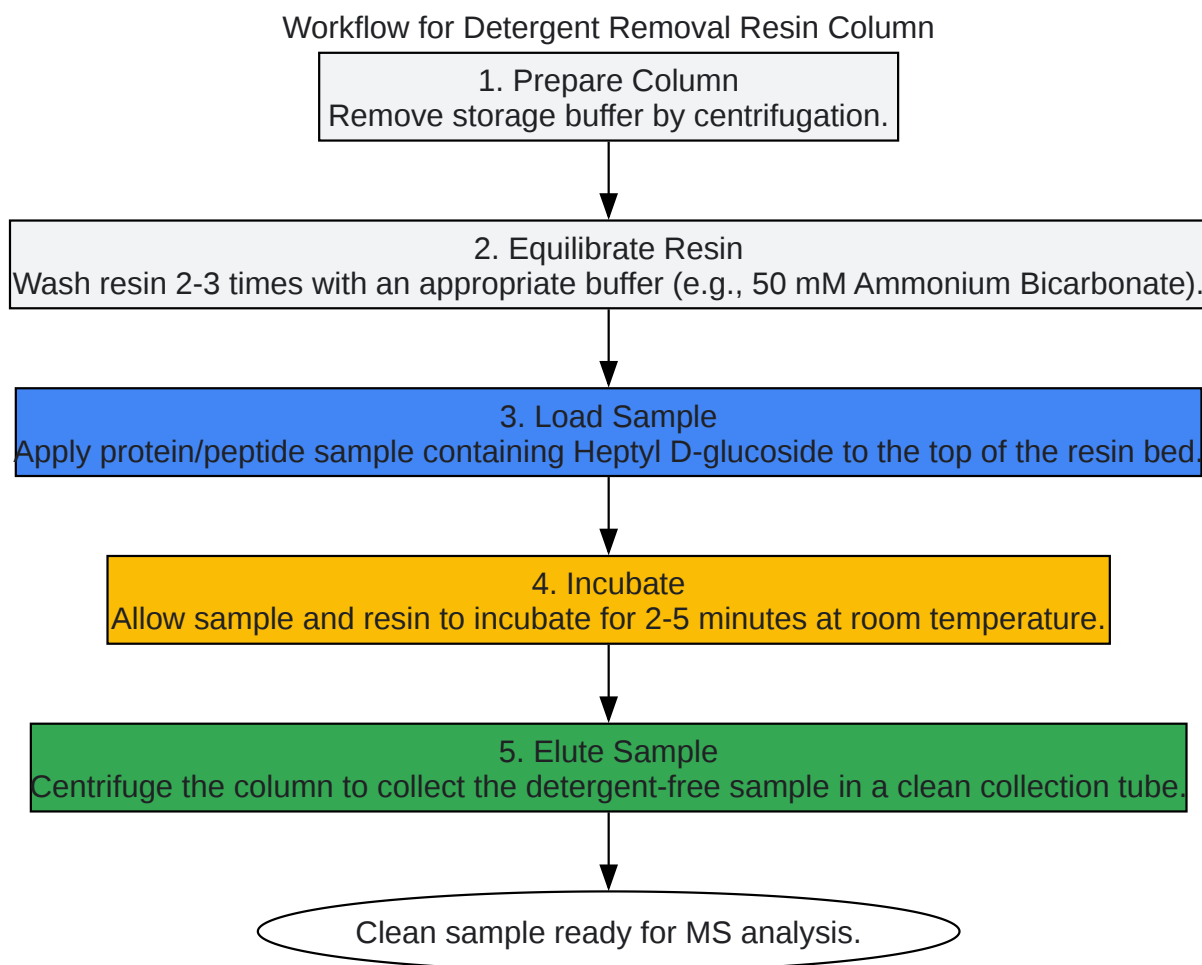 Workflow for Detergent Removal Resin Column
1. Prepare Column
Remove storage buffer by centrifugation.
2. Equilibrate Resin
Wash resin 2-3 times with an appropriate buffer (e.g., 50 mM Ammonium Bicarbonate).
3. Load Sample
Apply protein/peptide sample containing Heptyl D-glucoside to the top of the resin bed.
4. Incubate
Allow sample and resin to incubate for 2-5 minutes at room temperature.
5. Elute Sample
Centrifuge the column to collect the detergent-free sample in a clean collection tube.
Clean sample ready for MS analysis.